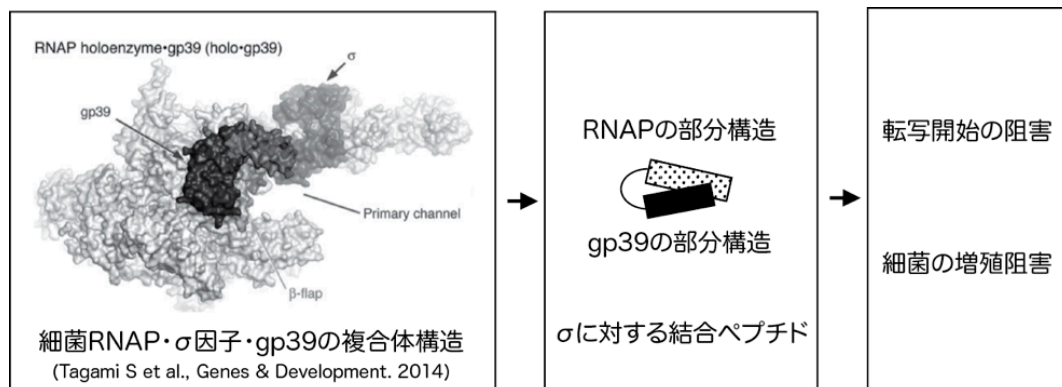 RNAP holoenzyme•gp39 (holo•gp39)
σ
gp39
Primary channel
β-flap
細菌RNAP・σ因子・gp39の複合体構造
(Tagami S et al., Genes & Development. 2014)
RNAPの部分構造
gp39の部分構造
σに対する結合ペプチド
転写開始の阻害
細菌の増殖阻害